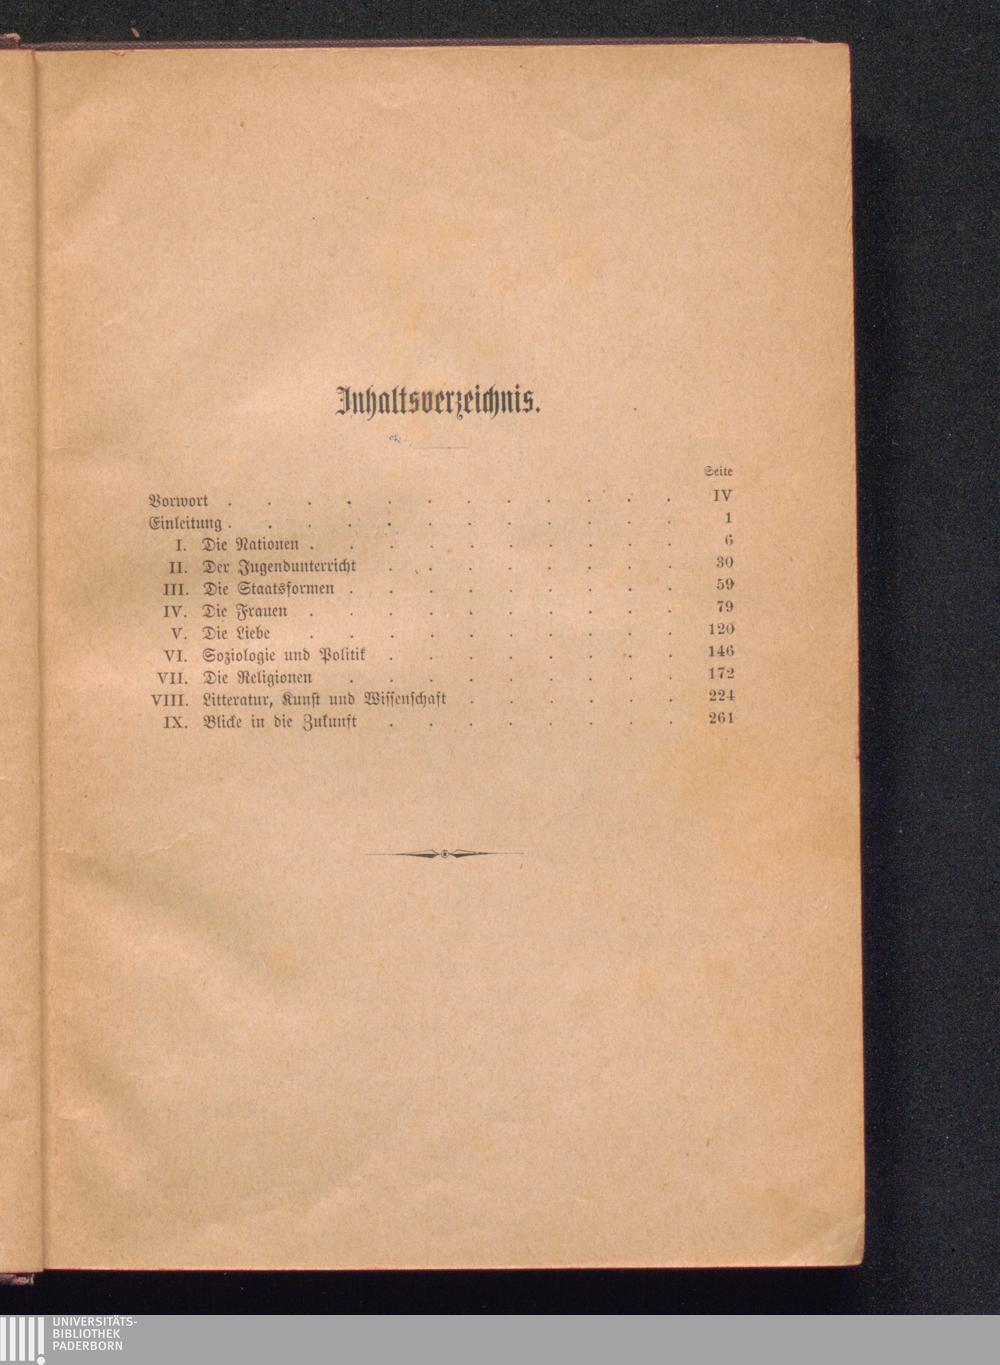 Inhaltsverzeichnis.
Seite
Vorwort . . . . . . . . . . . . IV
Einleitung . . . . . . . . . . . . 1
I. Die Nationen . . . . . . . . . . 6
II. Der Jugendunterricht . . . . . . . . 30
III. Die Staatsformen . . . . . . . . . 59
IV. Die Frauen . . . . . . . . . . 79
V. Die Liebe . . . . . . . . . . 120
VI. Soziologie und Politik . . . . . . . . 146
VII. Die Religionen . . . . . . . . . 172
VIII. Litteratur, Kunst und Wissenschaft . . . . . . 224
IX. Blicke in die Zukunft . . . . . . . . 261
UNIVERSITÄTS-
BIBLIOTHEK
PADERBORN